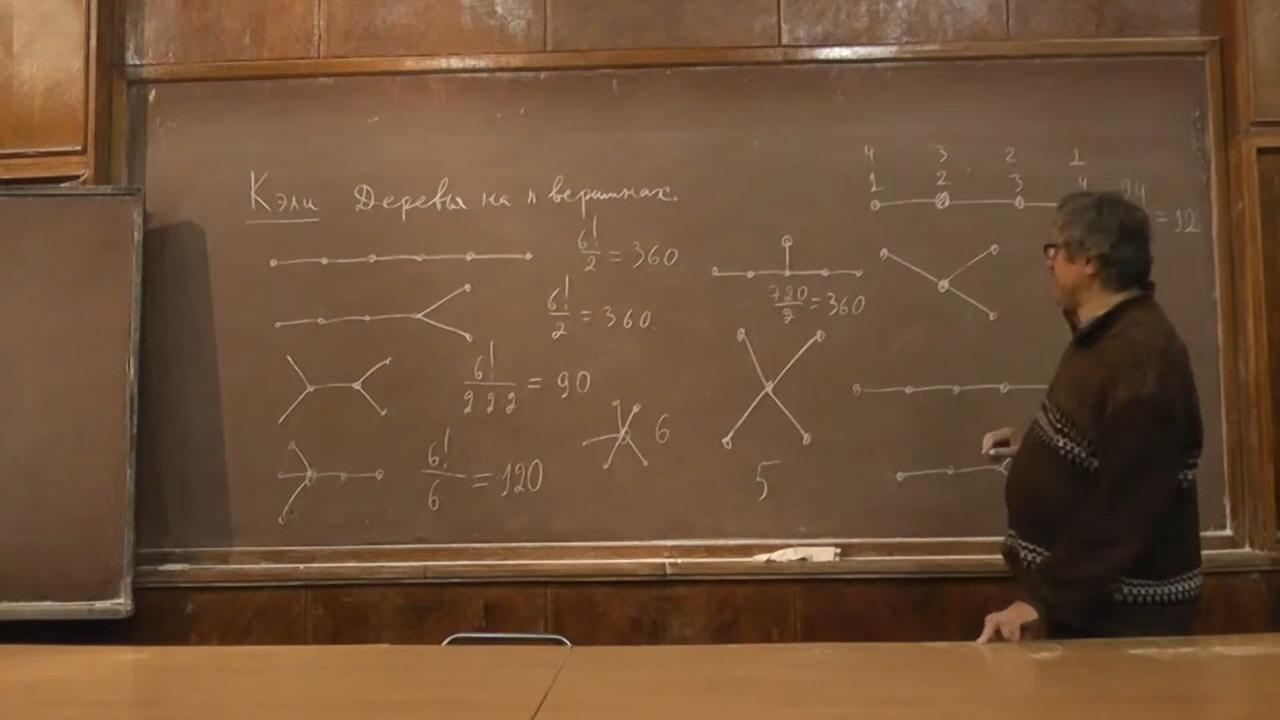 Кэли Деревья на n вершинах.
6!/2 = 360
6!/2 = 360.
720/2 = 360
6!/2 2 2 = 90
6!/6 = 120
6
5
4 3 2 1
1 2 3 4
= 12